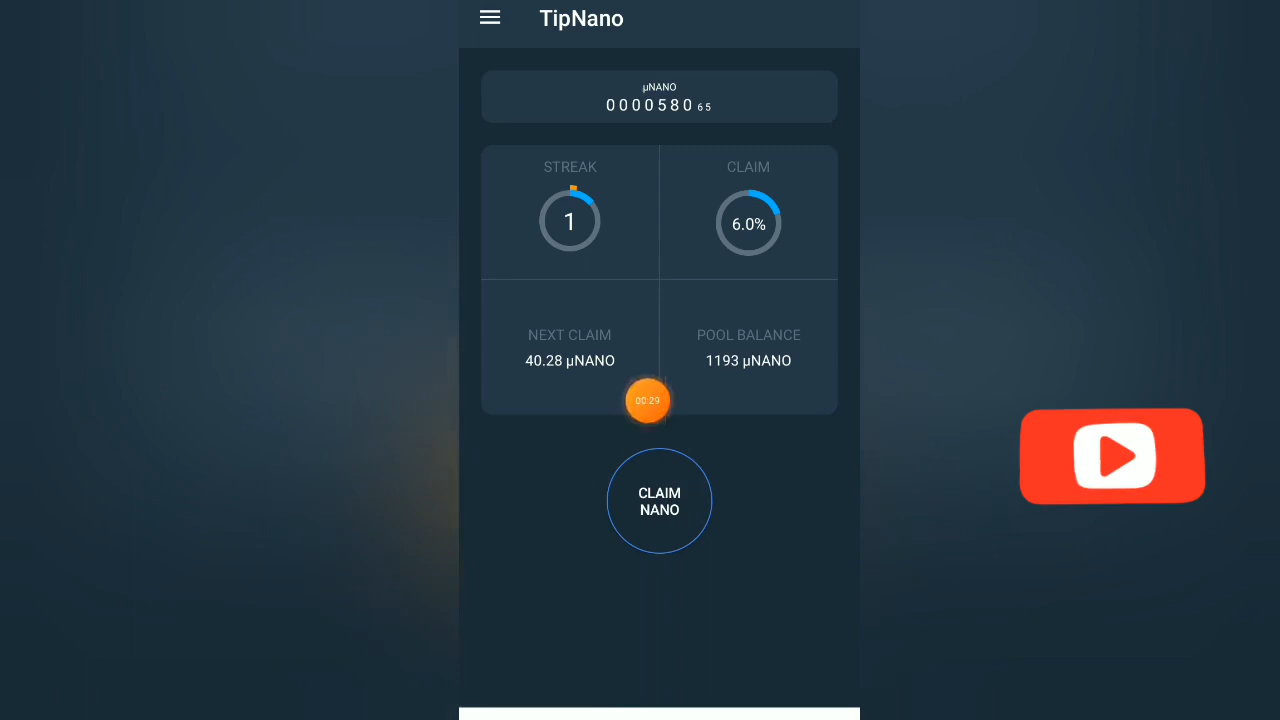 TipNano
µNANO
0000580 65
STREAK
CLAIM
1
6.0%
NEXT CLAIM
POOL BALANCE
40.28 µNANO
1193 µNANO
00:29
CLAIM
NANO